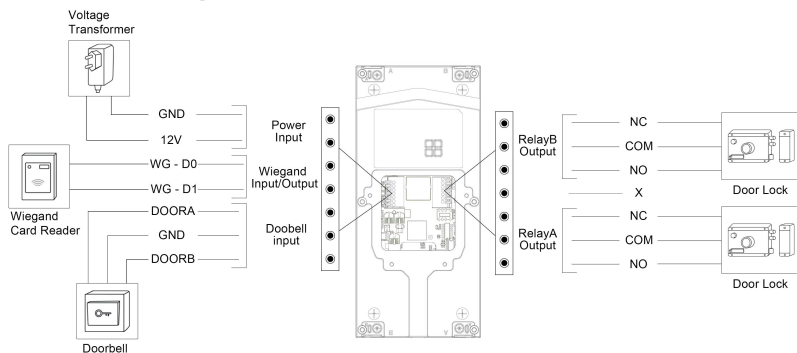 Voltage
Transformer
GND
12V
WG - D0
WG - D1
Wiegand
Card Reader
DOORA
GND
DOORB
Doorbell
Power
Input
Wiegand
Input/Output
Doobell
input
A
B
RelayB
Output
RelayA
Output
NC
COM
NO
X
NC
COM
NO
Door Lock
Door Lock